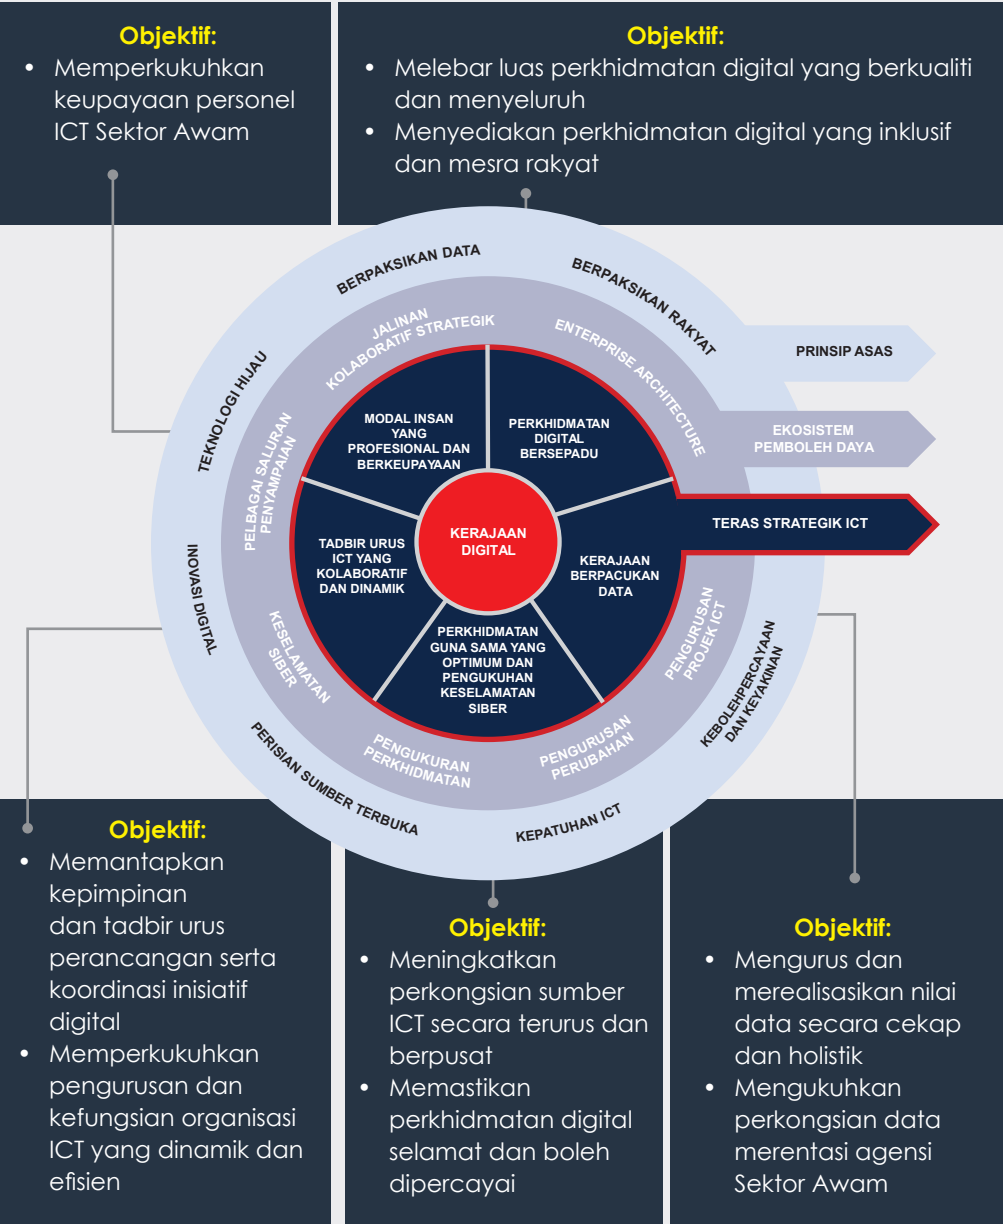 Objektif:
• Memperkukuhkan
keupayaan personel
ICT Sektor Awam
Objektif:
• Melebar luas perkhidmatan digital yang berkualiti
dan menyeluruh
• Menyediakan perkhidmatan digital yang inklusif
dan mesra rakyat
BERPAKSIKAN DATA
BERPAKSIKAN RAKYAT
TEKNOLOGI HIJAU
INOVASI DIGITAL
PERISIAN SUMBER TERBUKA
KEPATUHAN ICT
KEBOLEHPERCAYAAN
DAN KEYAKINAN
JALINAN
KOLABORATIF STRATEGIK
ENTERPRISE ARCHITECTURE
PELBAGAI SALURAN
PENYAMPAIAN
KESELAMATAN
SIBER
PENGUKURAN
PERKHIDMATAN
PENGURUSAN
PERUBAHAN
PENGURUSAN
PROJEK ICT
MODAL INSAN
YANG
PROFESIONAL DAN
BERKEUPAYAAN
PERKHIDMATAN
DIGITAL
BERSEPADU
TADBIR URUS
ICT YANG
KOLABORATIF
DAN DINAMIK
KERAJAAN
DIGITAL
KERAJAAN
BERPACUKAN
DATA
PERKHIDMATAN
GUNA SAMA YANG
OPTIMUM DAN
PENGUKUHAN
KESELAMATAN
SIBER
PRINSIP ASAS
EKOSISTEM
PEMBOLEH DAYA
TERAS STRATEGIK ICT
Objektif:
• Memantapkan
kepimpinan
dan tadbir urus
perancangan serta
koordinasi inisiatif
digital
• Memperkukuhkan
pengurusan dan
kefungsian organisasi
ICT yang dinamik dan
efisien
Objektif:
• Meningkatkan
perkongsian sumber
ICT secara terurus dan
berpusat
• Memastikan
perkhidmatan digital
selamat dan boleh
dipercayai
Objektif:
• Mengurus dan
merealisasikan nilai
data secara cekap
dan holistik
• Mengukuhkan
perkongsian data
merentasi agensi
Sektor Awam